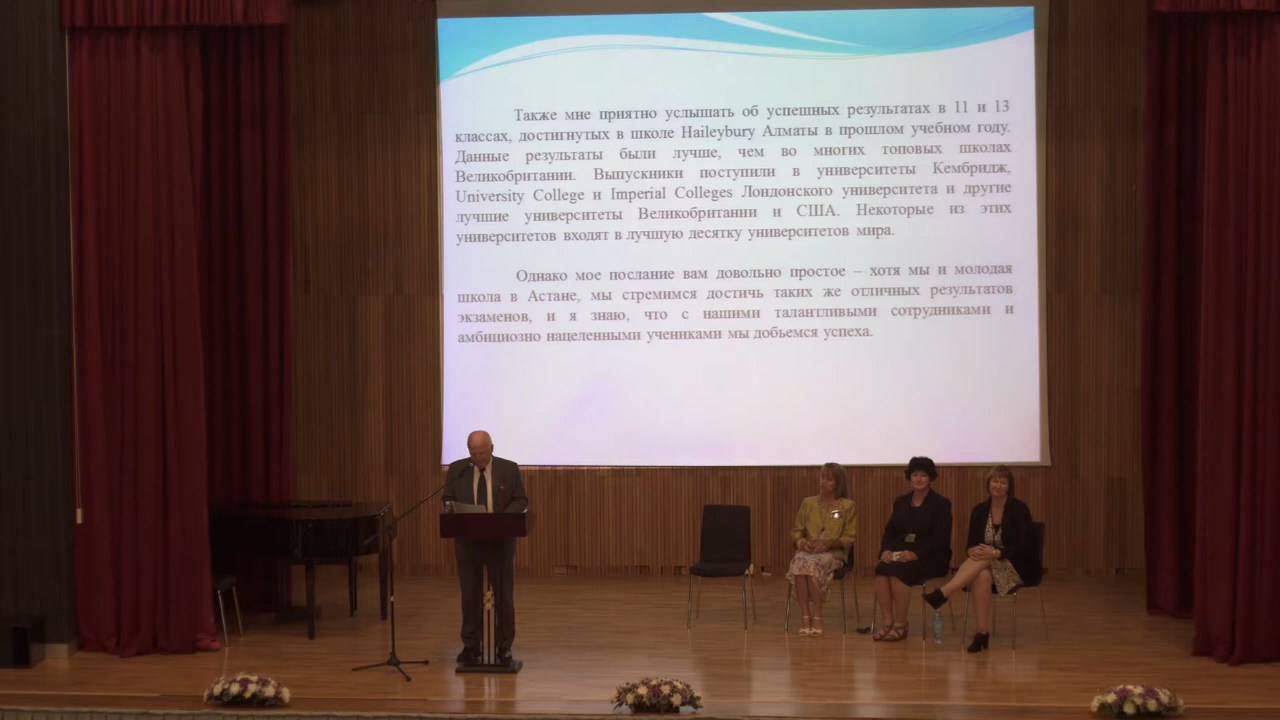 Также мне приятно услышать об успешных результатах в 11 и 13
классах, достигнутых в школе Haileybury Алматы в прошлом учебном году.
Данные результаты были лучше, чем во многих топовых школах
Великобритании. Выпускники поступили в университеты Кембридж,
University College и Imperial Colleges Лондонского университета и другие
лучшие университеты Великобритании и США. Некоторые из этих
университетов входят в лучшую десятку университетов мира.
Однако мое послание вам довольно простое – хотя мы и молодая
школа в Астане, мы стремимся достичь таких же отличных результатов
экзаменов, и я знаю, что с нашими талантливыми сотрудниками и
амбициозно нацеленными учениками мы добьемся успеха.